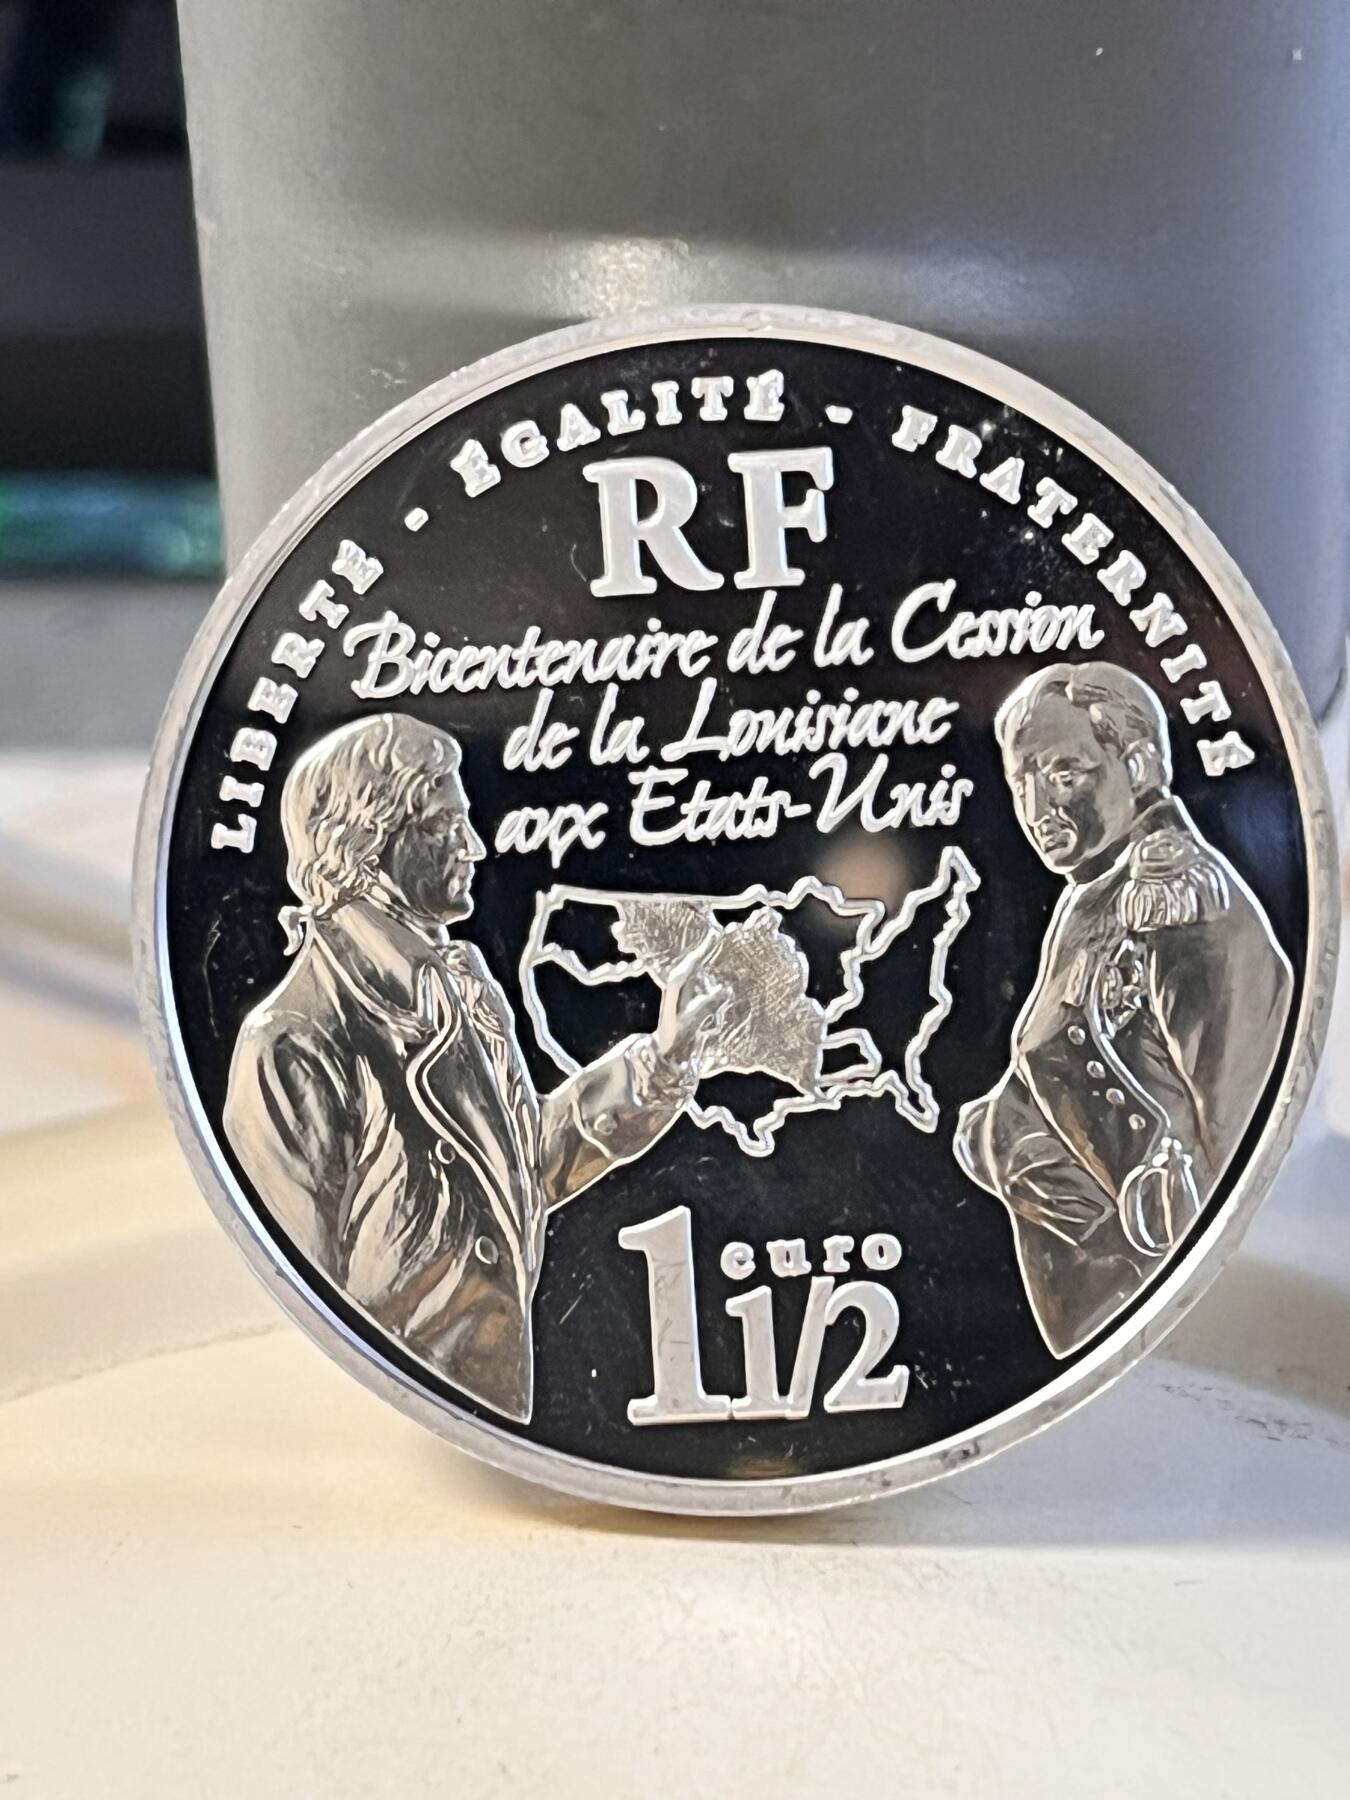 LIBERTÉ - ÉGALITÉ - FRATERNITÉ
RF
Bicentenaire de la Cession
de la Louisiane
aux Etats-Unis
1 1/2
euro